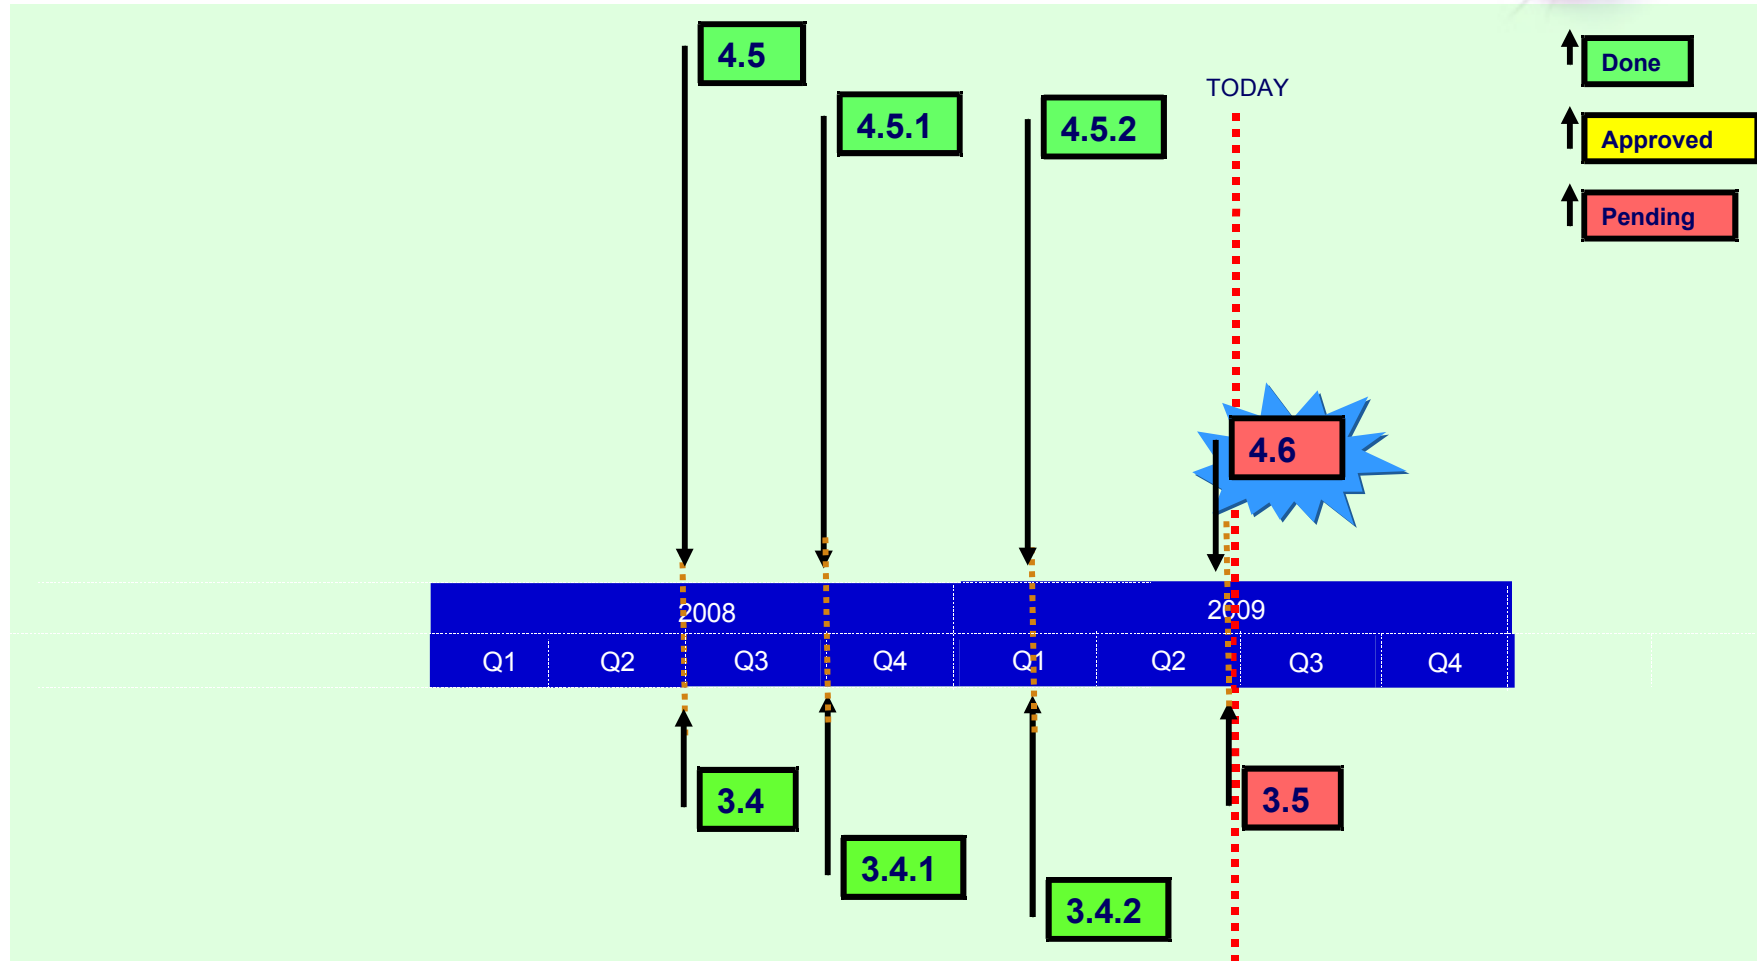 4.5
4.5.1
4.5.2
TODAY
Done
Approved
Pending
4.6
2008
2009
Q1 Q2 Q3 Q4 Q1 Q2 Q3 Q4
3.4
3.5
3.4.1
3.4.2